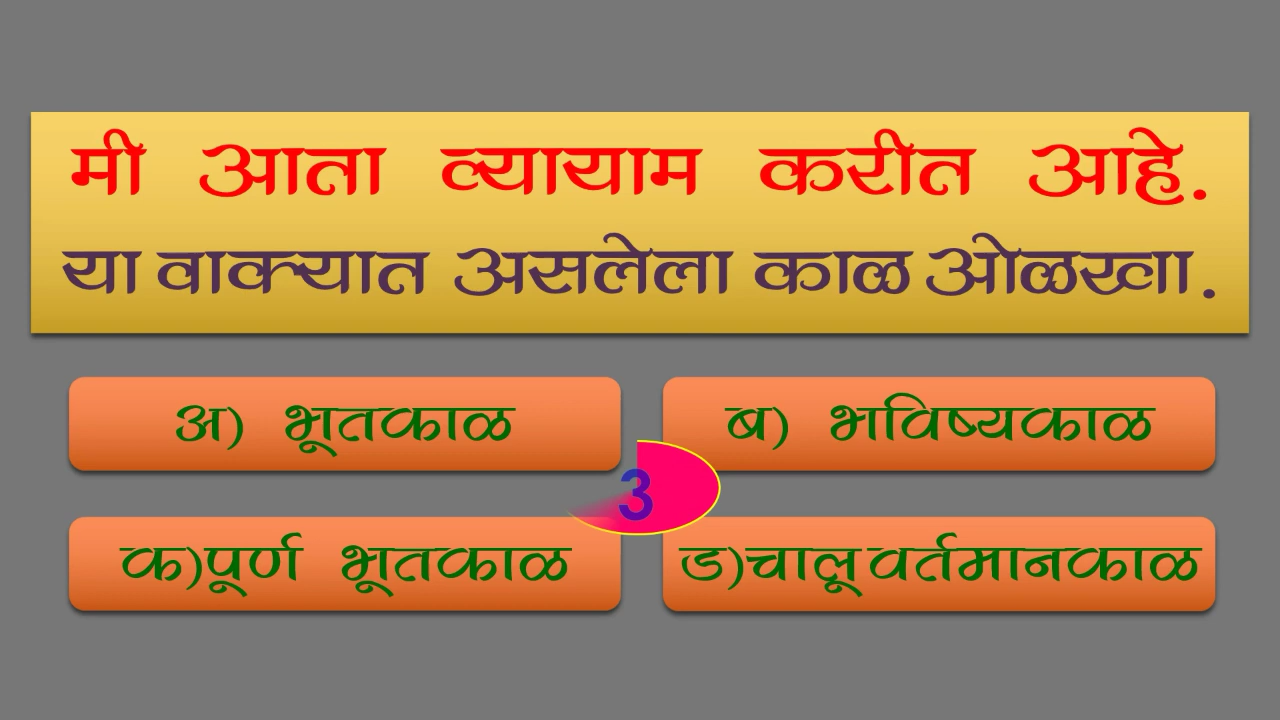 मी आता व्यायाम करीत आहे.
या वाक्यात असलेला काळ ओळखा.
अ) भूतकाळ
ब) भविष्यकाळ
3
क)पूर्ण भूतकाळ
ड)चालू वर्तमानकाळ